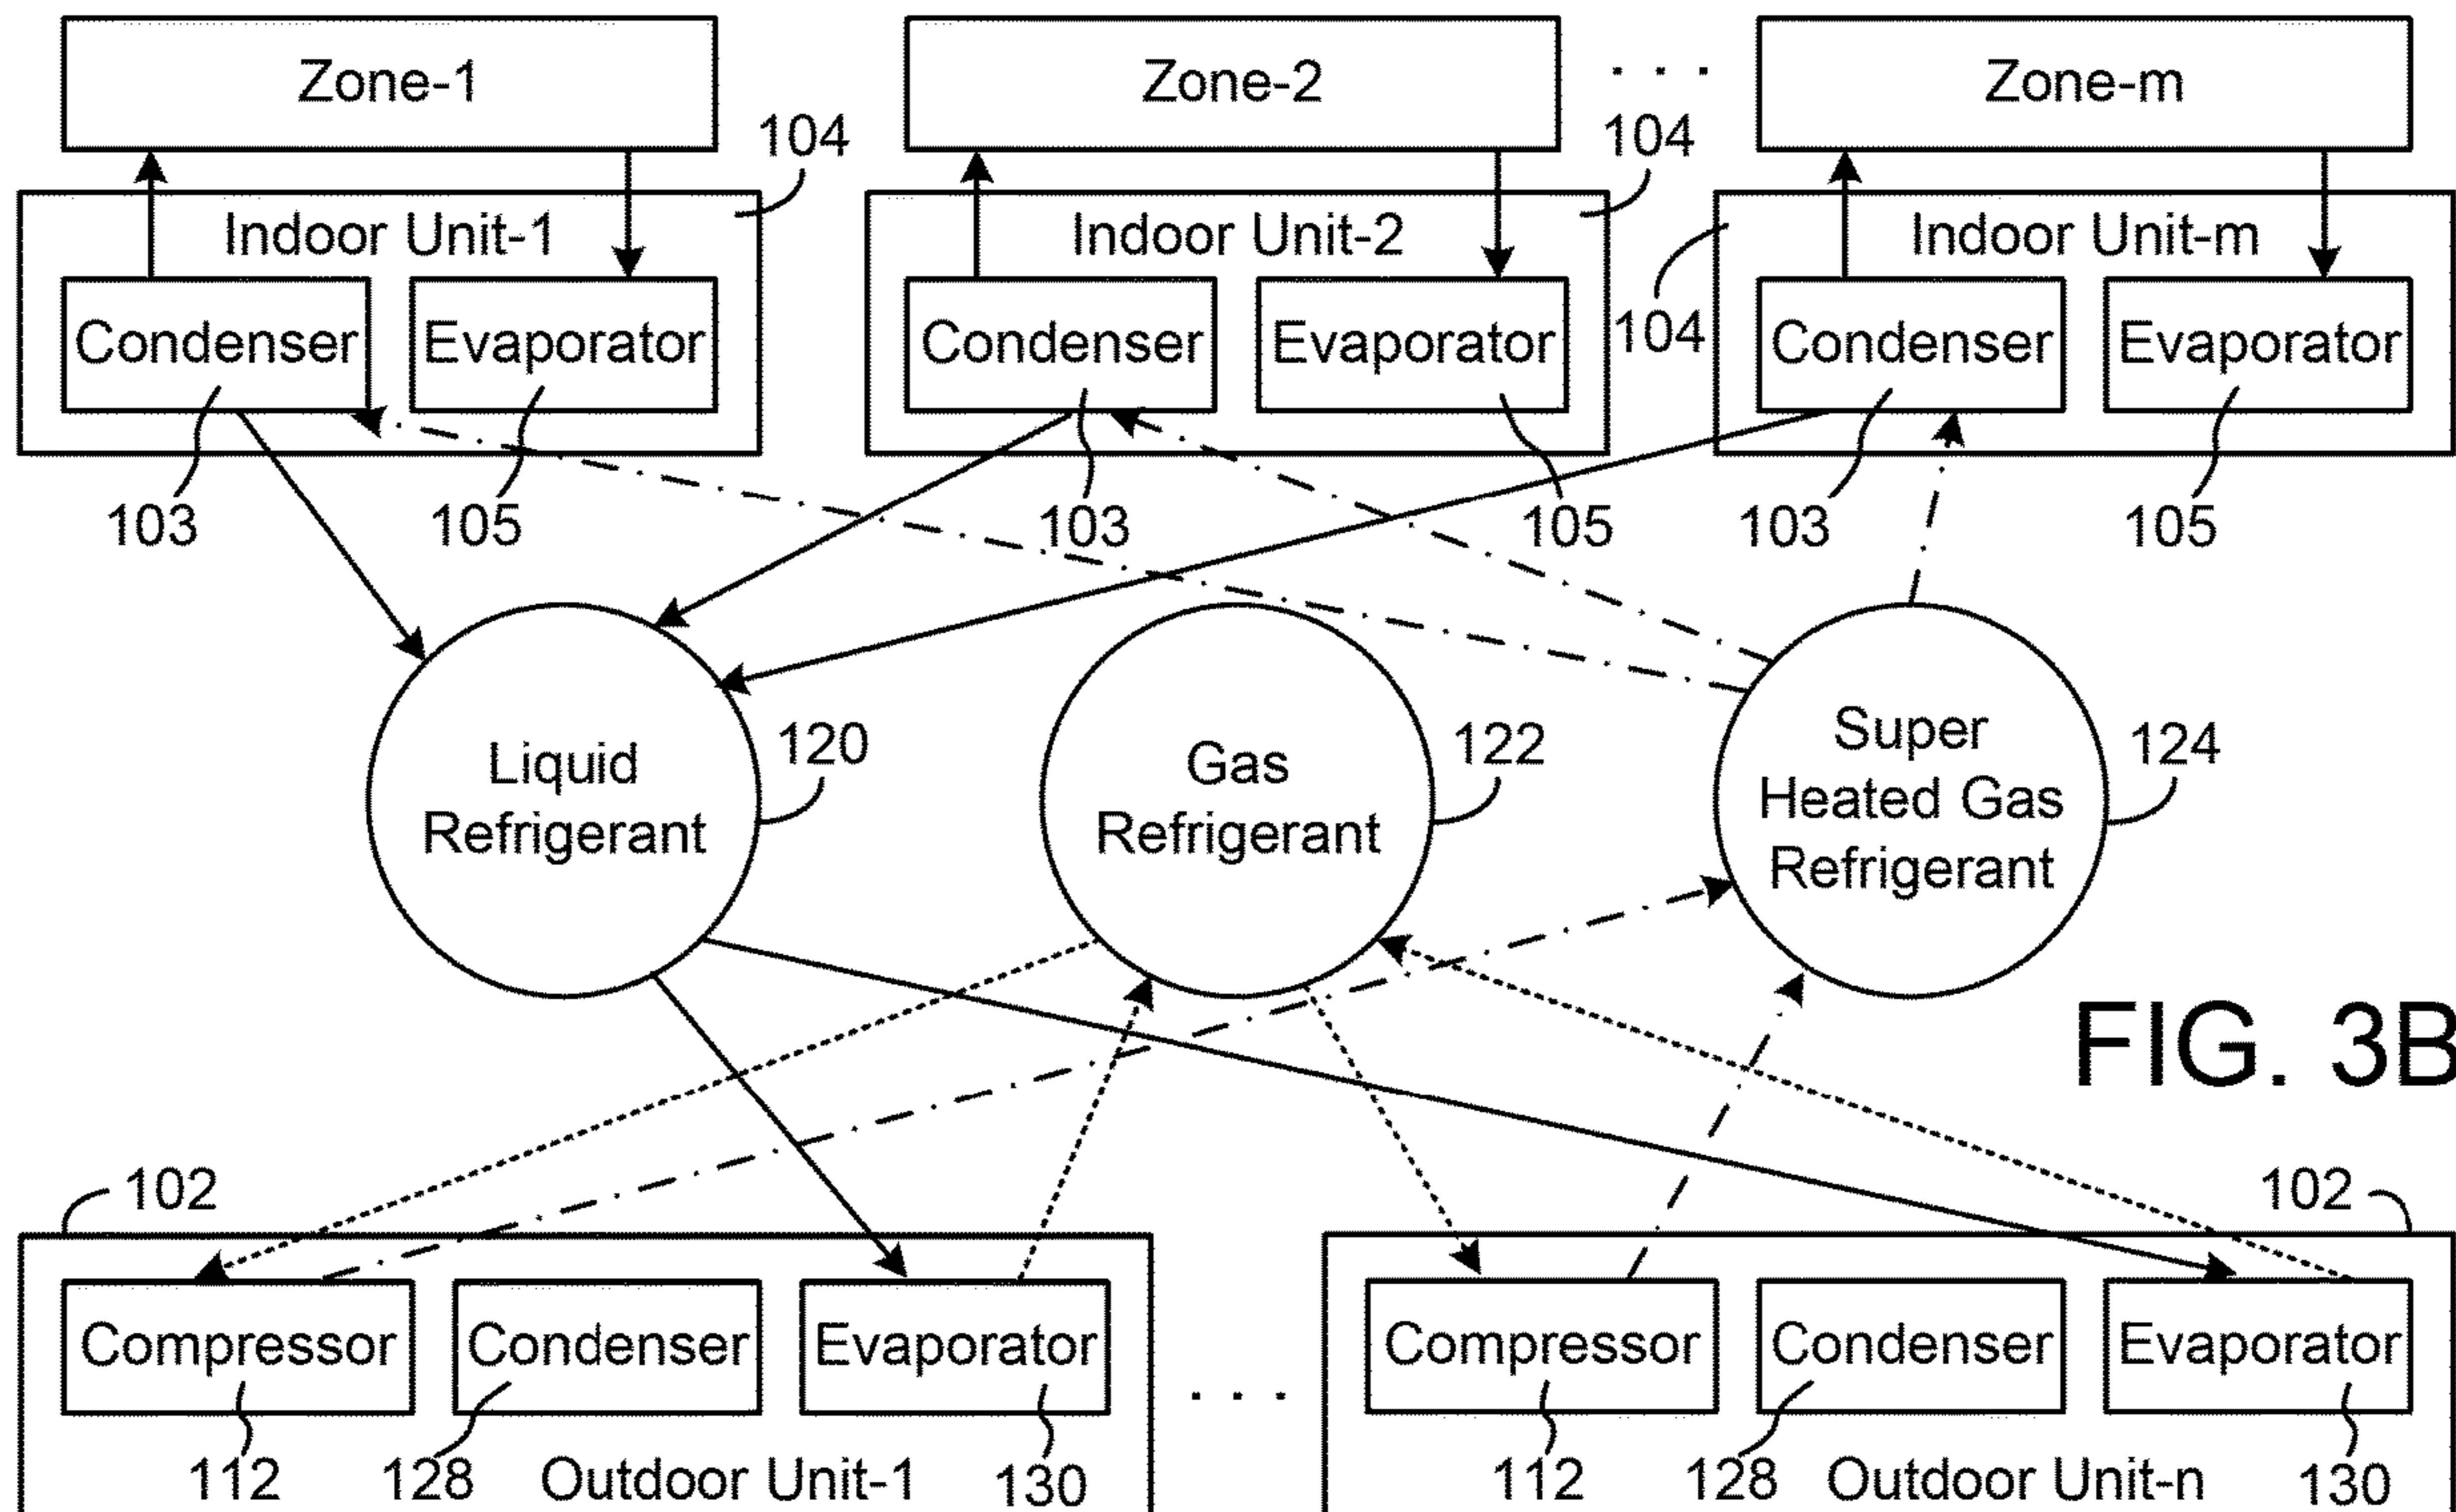 Zone-1
Zone-2
. . .
Zone-m
104
104
Indoor Unit-1
Indoor Unit-2
Indoor Unit-m
104
Condenser
Evaporator
Condenser
Evaporator
Condenser
Evaporator
103
105
103
105
103
105
Liquid
Refrigerant
120
Gas
Refrigerant
122
Super
Heated Gas
Refrigerant
124
FIG. 3B
102
102
Compressor
Condenser
Evaporator
. . .
Compressor
Condenser
Evaporator
112
128
Outdoor Unit-1
130
112
128
Outdoor Unit-n
130